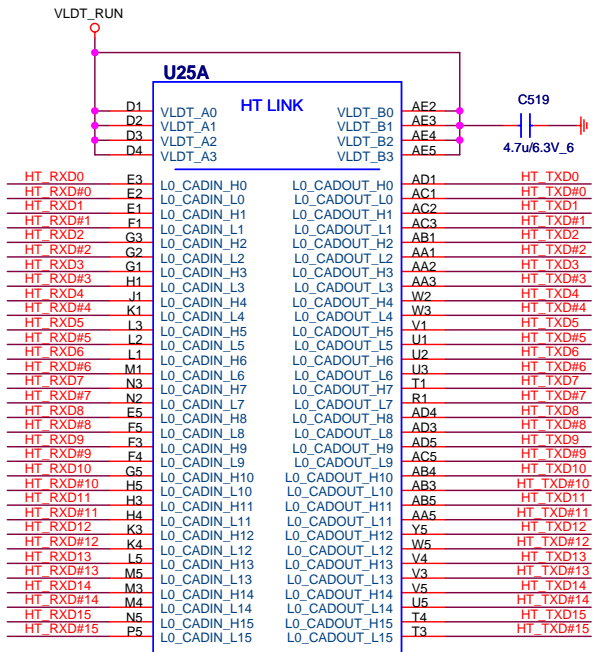 VLDT_RUN
U25A
HT LINK
C519
4.7u/6.3V_6
D1 VLDT_A0 VLDT_B0 AE2
D2 VLDT_A1 VLDT_B1 AE3
D3 VLDT_A2 VLDT_B2 AE4
D4 VLDT_A3 VLDT_B3 AE5
HT_RXD0 E3 L0_CADIN_H0 L0_CADOUT_H0 AD1 HT_TXD0
HT_RXD#0 E2 L0_CADIN_L0 L0_CADOUT_L0 AC1 HT_TXD#0
HT_RXD1 E1 L0_CADIN_H1 L0_CADOUT_H1 AC2 HT_TXD1
HT_RXD#1 F1 L0_CADIN_L1 L0_CADOUT_L1 AC3 HT_TXD#1
HT_RXD2 G3 L0_CADIN_H2 L0_CADOUT_H2 AB1 HT_TXD2
HT_RXD#2 G2 L0_CADIN_L2 L0_CADOUT_L2 AA1 HT_TXD#2
HT_RXD3 G1 L0_CADIN_H3 L0_CADOUT_H3 AA2 HT_TXD3
HT_RXD#3 H1 L0_CADIN_L3 L0_CADOUT_L3 AA3 HT_TXD#3
HT_RXD4 J1 L0_CADIN_H4 L0_CADOUT_H4 W2 HT_TXD4
HT_RXD#4 K1 L0_CADIN_L4 L0_CADOUT_L4 W3 HT_TXD#4
HT_RXD5 L3 L0_CADIN_H5 L0_CADOUT_H5 V1 HT_TXD5
HT_RXD#5 L2 L0_CADIN_L5 L0_CADOUT_L5 U1 HT_TXD#5
HT_RXD6 L1 L0_CADIN_H6 L0_CADOUT_H6 U2 HT_TXD6
HT_RXD#6 M1 L0_CADIN_L6 L0_CADOUT_L6 U3 HT_TXD#6
HT_RXD7 N3 L0_CADIN_H7 L0_CADOUT_H7 T1 HT_TXD7
HT_RXD#7 N2 L0_CADIN_L7 L0_CADOUT_L7 R1 HT_TXD#7
HT_RXD8 E5 L0_CADIN_H8 L0_CADOUT_H8 AD4 HT_TXD8
HT_RXD#8 F5 L0_CADIN_L8 L0_CADOUT_L8 AD3 HT_TXD#8
HT_RXD9 F3 L0_CADIN_H9 L0_CADOUT_H9 AD5 HT_TXD9
HT_RXD#9 F4 L0_CADIN_L9 L0_CADOUT_L9 AC5 HT_TXD#9
HT_RXD10 G5 L0_CADIN_H10 L0_CADOUT_H10 AB4 HT_TXD10
HT_RXD#10 H5 L0_CADIN_L10 L0_CADOUT_L10 AB3 HT_TXD#10
HT_RXD11 H3 L0_CADIN_H11 L0_CADOUT_H11 AB5 HT_TXD11
HT_RXD#11 H4 L0_CADIN_L11 L0_CADOUT_L11 AA5 HT_TXD#11
HT_RXD12 K3 L0_CADIN_H12 L0_CADOUT_H12 Y5 HT_TXD12
HT_RXD#12 K4 L0_CADIN_L12 L0_CADOUT_L12 W5 HT_TXD#12
HT_RXD13 L5 L0_CADIN_H13 L0_CADOUT_H13 V4 HT_TXD13
HT_RXD#13 M5 L0_CADIN_L13 L0_CADOUT_L13 V3 HT_TXD#13
HT_RXD14 M3 L0_CADIN_H14 L0_CADOUT_H14 V5 HT_TXD14
HT_RXD#14 M4 L0_CADIN_L14 L0_CADOUT_L14 U5 HT_TXD#14
HT_RXD15 N5 L0_CADIN_H15 L0_CADOUT_H15 T4 HT_TXD15
HT_RXD#15 P5 L0_CADIN_L15 L0_CADOUT_L15 T3 HT_TXD#15